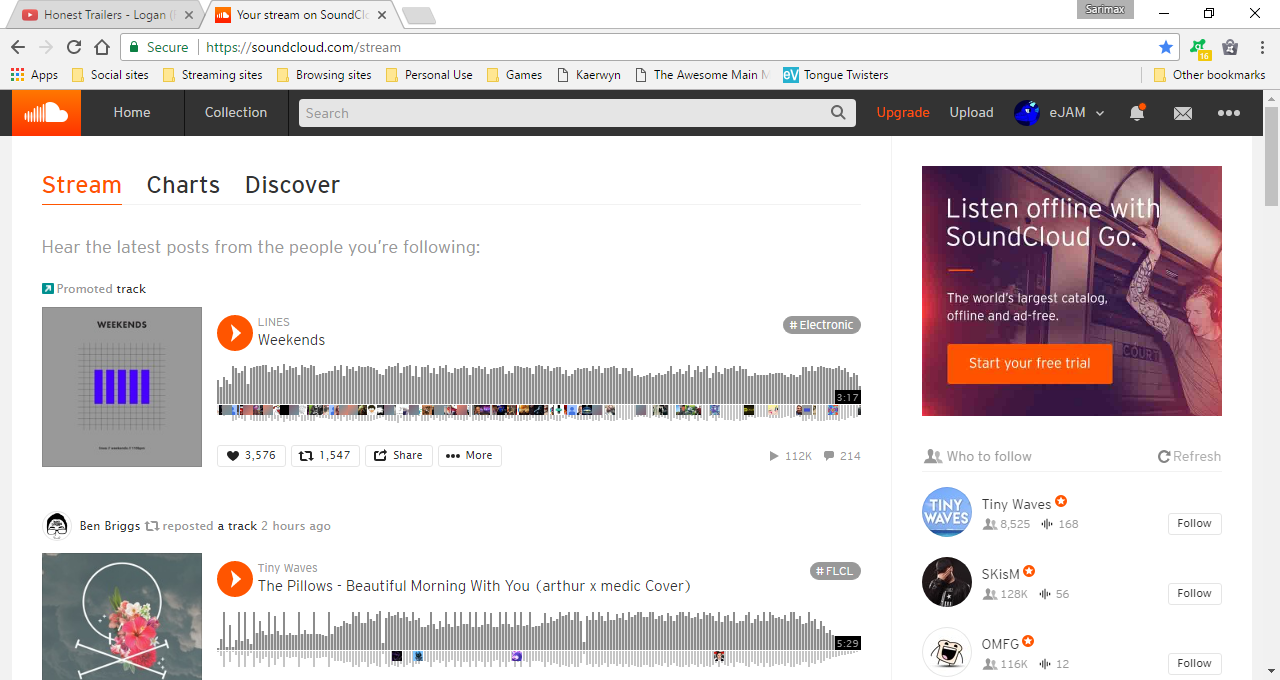 Honest Trailers - Logan (
Your stream on SoundClo
Sarimax
Secure
https://soundcloud.com/stream
16
Apps
Social sites
Streaming sites
Browsing sites
Personal Use
Games
Kaerwyn
The Awesome Main M
eV Tongue Twisters
Other bookmarks
Home
Collection
Search
Upgrade
Upload
eJAM
Stream
Charts
Discover
Hear the latest posts from the people you're following:
Promoted track
WEEKENDS
LINES
Weekends
# Electronic
3:17
3,576
1,547
Share
More
112K
214
Ben Briggs reposted a track 2 hours ago
Tiny Waves
The Pillows - Beautiful Morning With You (arthur x medic Cover)
# FLCL
5:29
Listen offline with
SoundCloud Go.
The world's largest catalog,
offline and ad-free.
Start your free trial
COURT
Who to follow
Refresh
TINY
WAVES
Tiny Waves
8,525
168
Follow
SKisM
128K
56
Follow
OMFG
116K
12
Follow